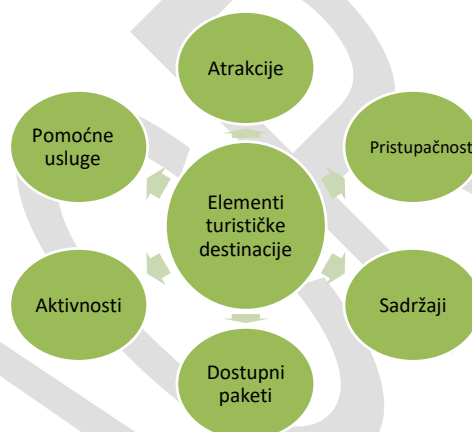 Atrakcije
Pomoćne
usluge
Pristupačnost
Elementi
turističke
destinacije
Aktivnosti
Sadržaji
Dostupni
paketi